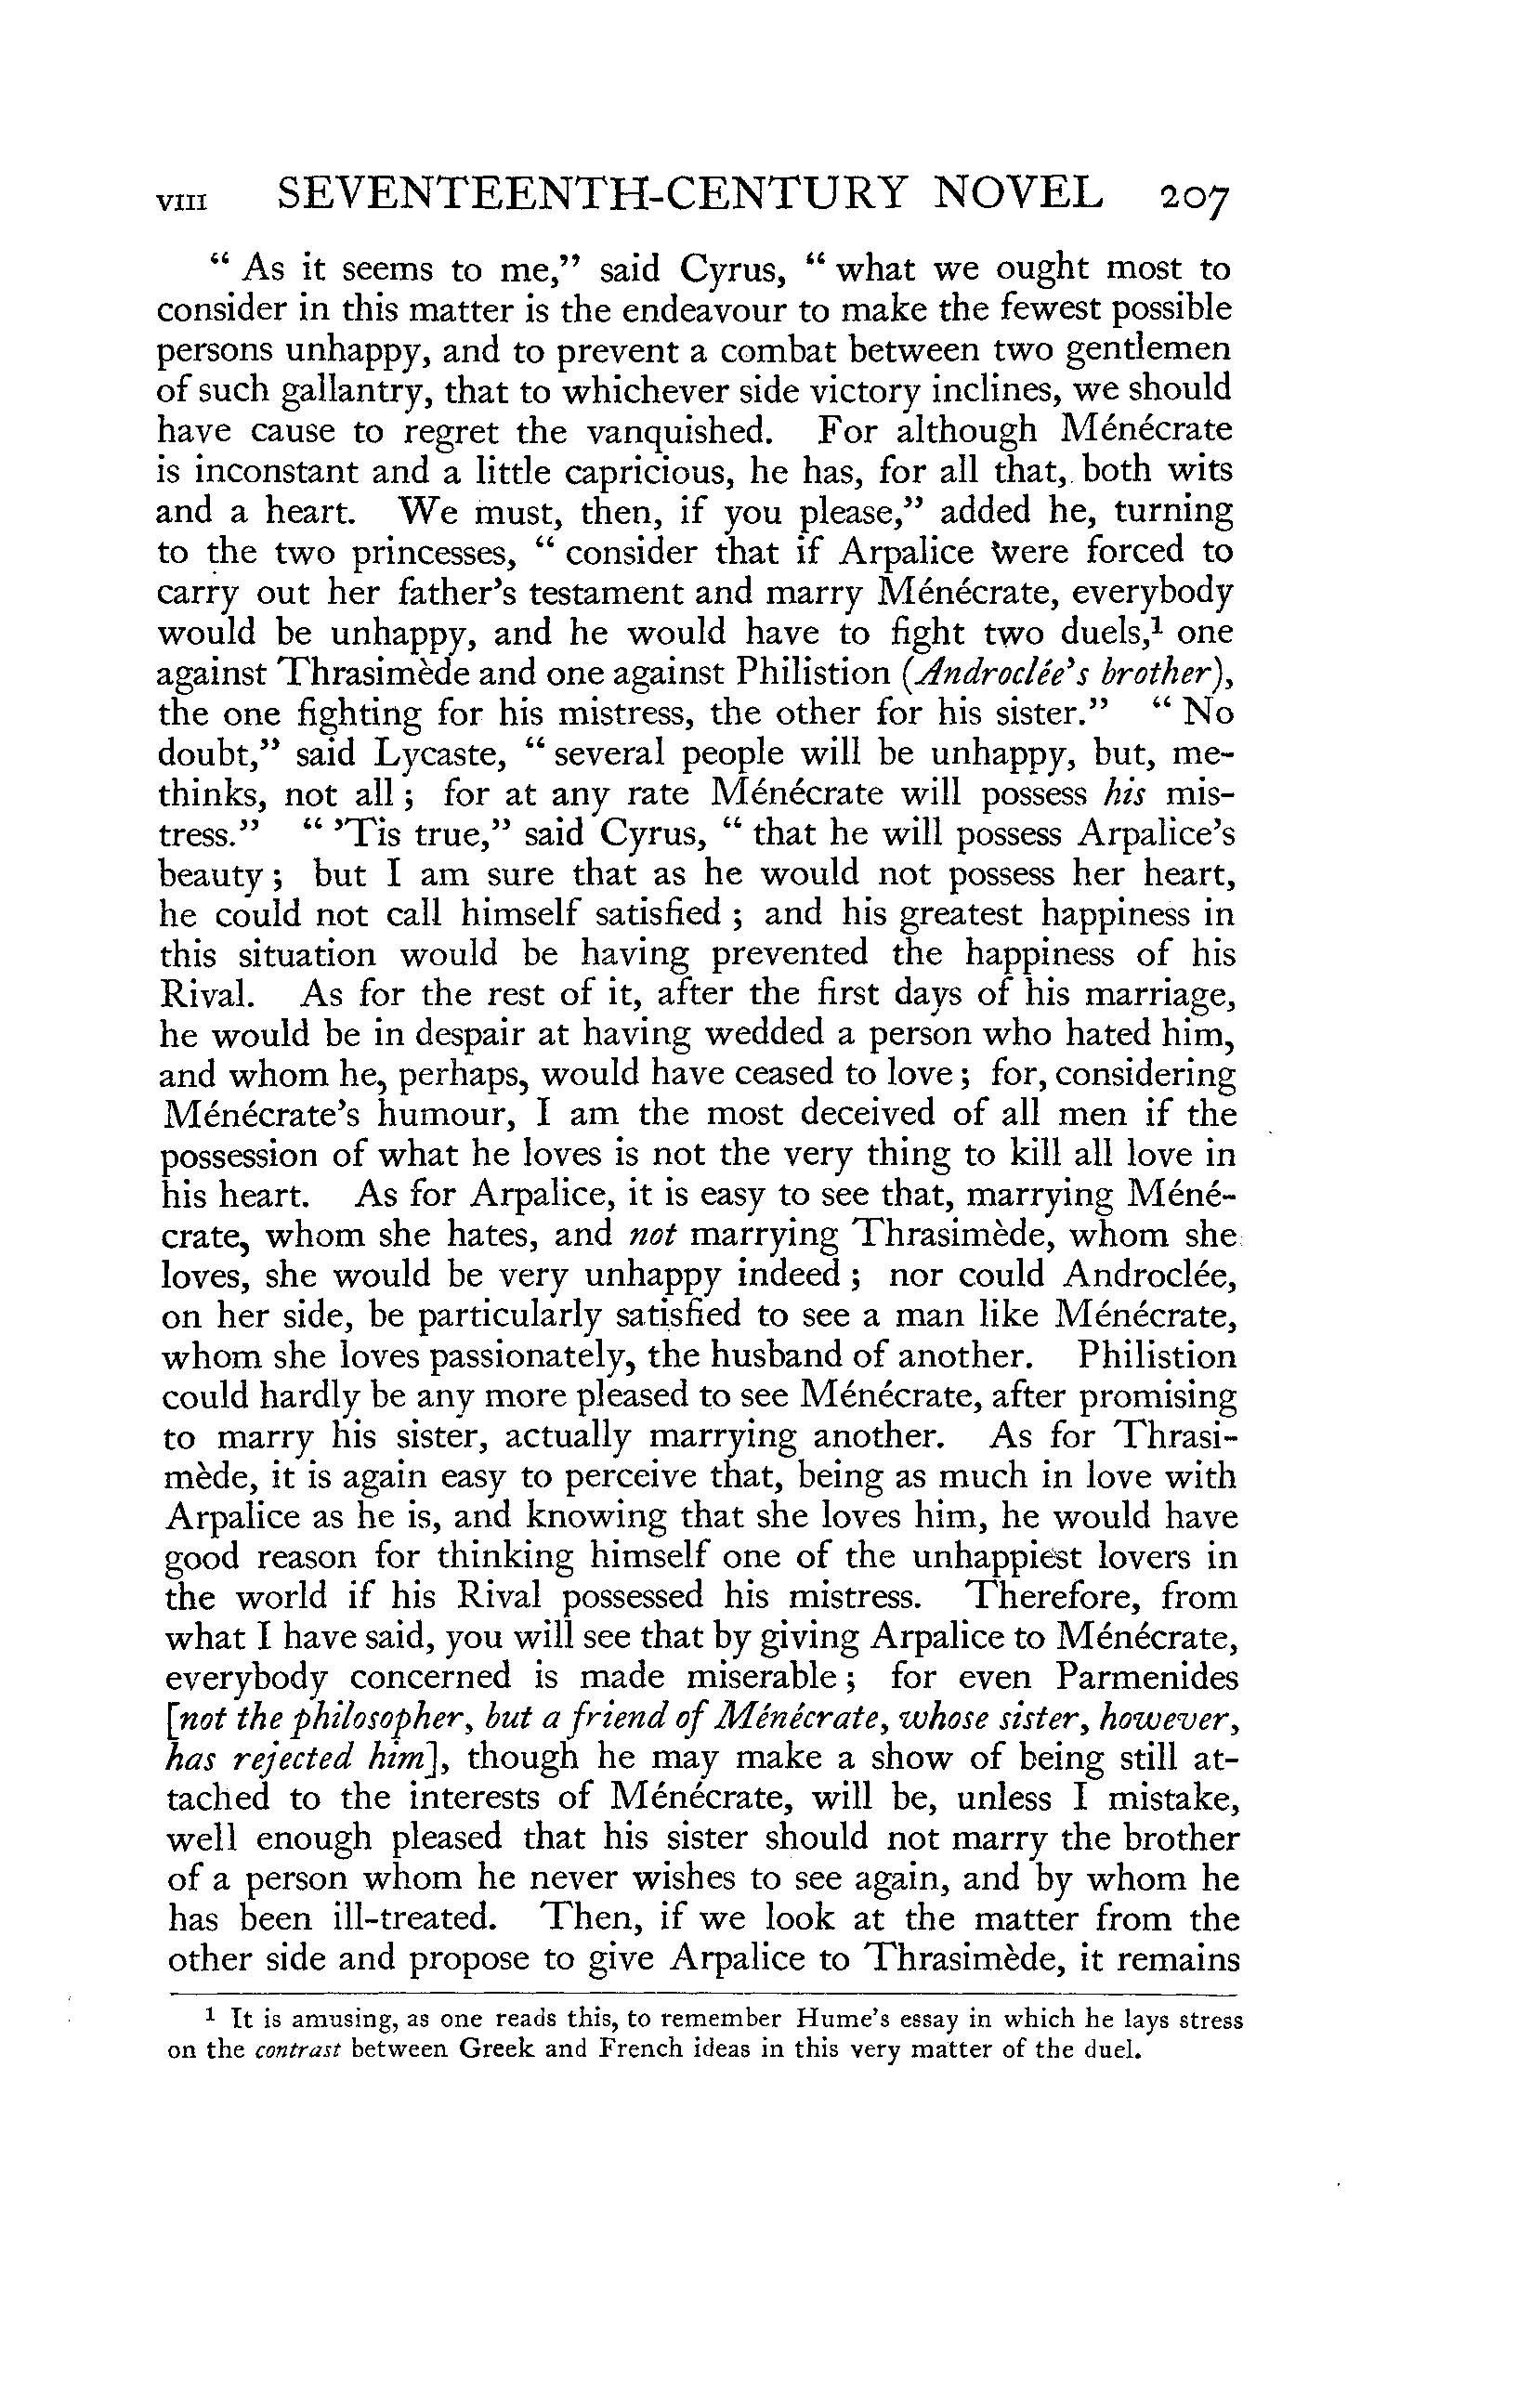 VIII SEVENTEENTH-CENTURY NOVEL 207
“ As it seems to me,” said Cyrus, “ what we ought most to
consider in this matter is the endeavour to make the fewest possible
persons unhappy, and to prevent a combat between two gentlemen
of such gallantry, that to whichever side victory inclines, we should
have cause to regret the vanquished. For although Ménécrate
is inconstant and a little capricious, he has, for all that, both wits
and a heart. We must, then, if you please,” added he, turning
to the two princesses, “ consider that if Arpalice were forced to
carry out her father’s testament and marry Ménécrate, everybody
would be unhappy, and he would have to fight two duels,¹ one
against Thrasimède and one against Philistion (Androclée’s brother),
the one fighting for his mistress, the other for his sister.” “ No
doubt,” said Lycaste, “ several people will be unhappy, but, me-
thinks, not all ; for at any rate Ménécrate will possess his mis-
tress.” “ ’Tis true,” said Cyrus, “ that he will possess Arpalice’s
beauty ; but I am sure that as he would not possess her heart,
he could not call himself satisfied ; and his greatest happiness in
this situation would be having prevented the happiness of his
Rival. As for the rest of it, after the first days of his marriage,
he would be in despair at having wedded a person who hated him,
and whom he, perhaps, would have ceased to love ; for, considering
Ménécrate’s humour, I am the most deceived of all men if the
possession of what he loves is not the very thing to kill all love in
his heart. As for Arpalice, it is easy to see that, marrying Méné-
crate, whom she hates, and not marrying Thrasimède, whom she
loves, she would be very unhappy indeed ; nor could Androclée,
on her side, be particularly satisfied to see a man like Ménécrate,
whom she loves passionately, the husband of another. Philistion
could hardly be any more pleased to see Ménécrate, after promising
to marry his sister, actually marrying another. As for Thrasi-
mède, it is again easy to perceive that, being as much in love with
Arpalice as he is, and knowing that she loves him, he would have
good reason for thinking himself one of the unhappiest lovers in
the world if his Rival possessed his mistress. Therefore, from
what I have said, you will see that by giving Arpalice to Ménécrate,
everybody concerned is made miserable ; for even Parmenides
[not the philosopher, but a friend of Ménécrate, whose sister, however,
has rejected him], though he may make a show of being still at-
tached to the interests of Ménécrate, will be, unless I mistake,
well enough pleased that his sister should not marry the brother
of a person whom he never wishes to see again, and by whom he
has been ill-treated. Then, if we look at the matter from the
other side and propose to give Arpalice to Thrasimède, it remains
¹ It is amusing, as one reads this, to remember Hume’s essay in which he lays stress
on the contrast between Greek and French ideas in this very matter of the duel.